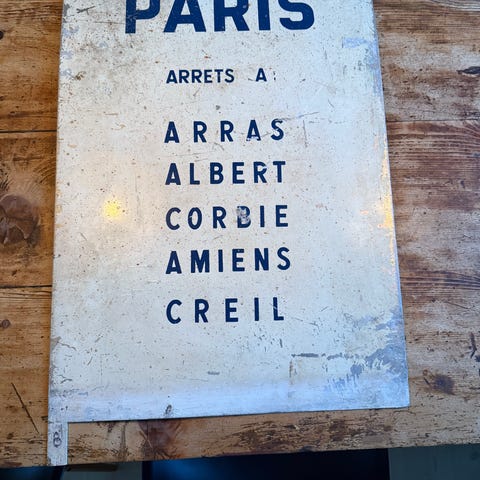 PARIS
ARRETS A:
ARRAS
ALBERT
CORBIE
AMIENS
CREIL